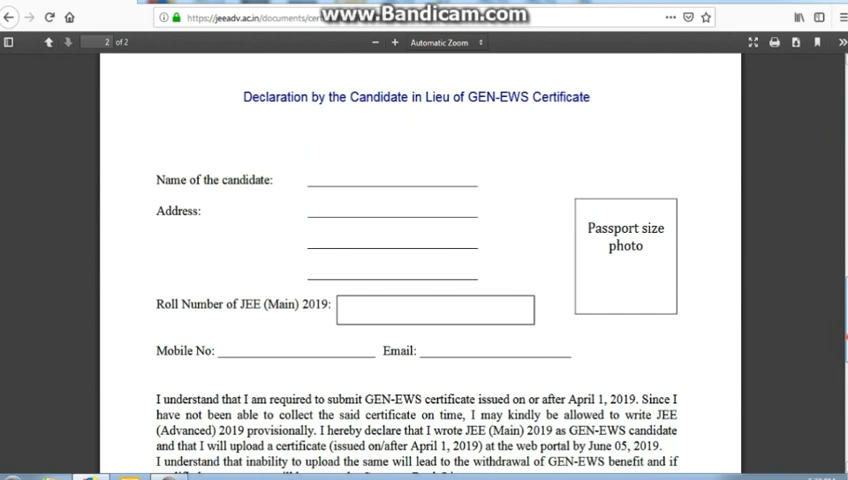 www.Bandicam.com
https://jeeadv.ac.in/documents/cer
2 of 2
Automatic Zoom
Declaration by the Candidate in Lieu of GEN-EWS Certificate
Name of the candidate:
Address:
Passport size
photo
Roll Number of JEE (Main) 2019:
Mobile No: Email:
I understand that I am required to submit GEN-EWS certificate issued on or after April 1, 2019. Since I
have not been able to collect the said certificate on time, I may kindly be allowed to write JEE
(Advanced) 2019 provisionally. I hereby declare that I wrote JEE (Main) 2019 as GEN-EWS candidate
and that I will upload a certificate (issued on/after April 1, 2019) at the web portal by June 05, 2019.
I understand that inability to upload the same will lead to the withdrawal of GEN-EWS benefit and if